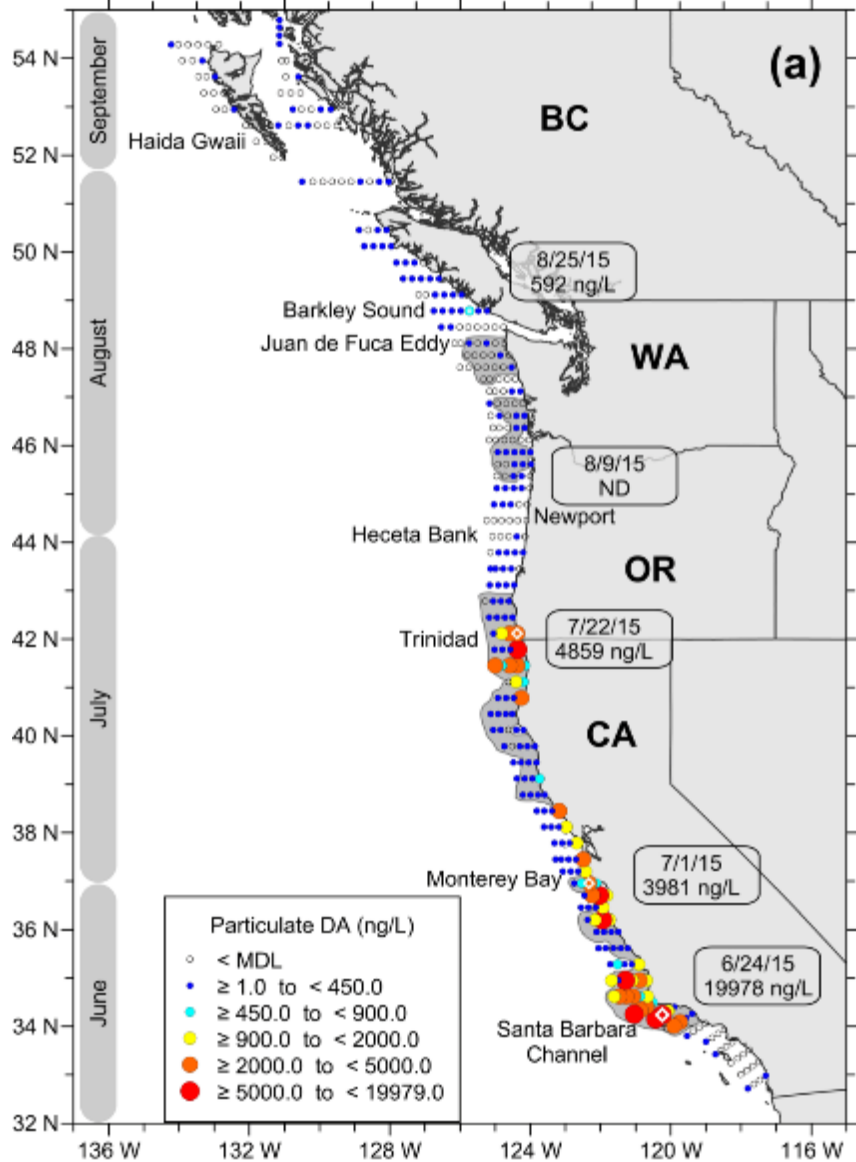 54 N
52 N
50 N
48 N
46 N
44 N
42 N
40 N
38 N
36 N
34 N
32 N
September
August
July
June
(a)
BC
Haida Gwaii
8/25/15
592 ng/L
Barkley Sound
Juan de Fuca Eddy
WA
8/9/15
ND
Newport
Heceta Bank
OR
7/22/15
4859 ng/L
Trinidad
CA
7/1/15
3981 ng/L
Monterey Bay
6/24/15
19978 ng/L
Santa Barbara
Channel
Particulate DA (ng/L)
< MDL
≥ 1.0 to < 450.0
≥ 450.0 to < 900.0
≥ 900.0 to < 2000.0
≥ 2000.0 to < 5000.0
≥ 5000.0 to < 19979.0
136 W 132 W 128 W 124 W 120 W 116 W